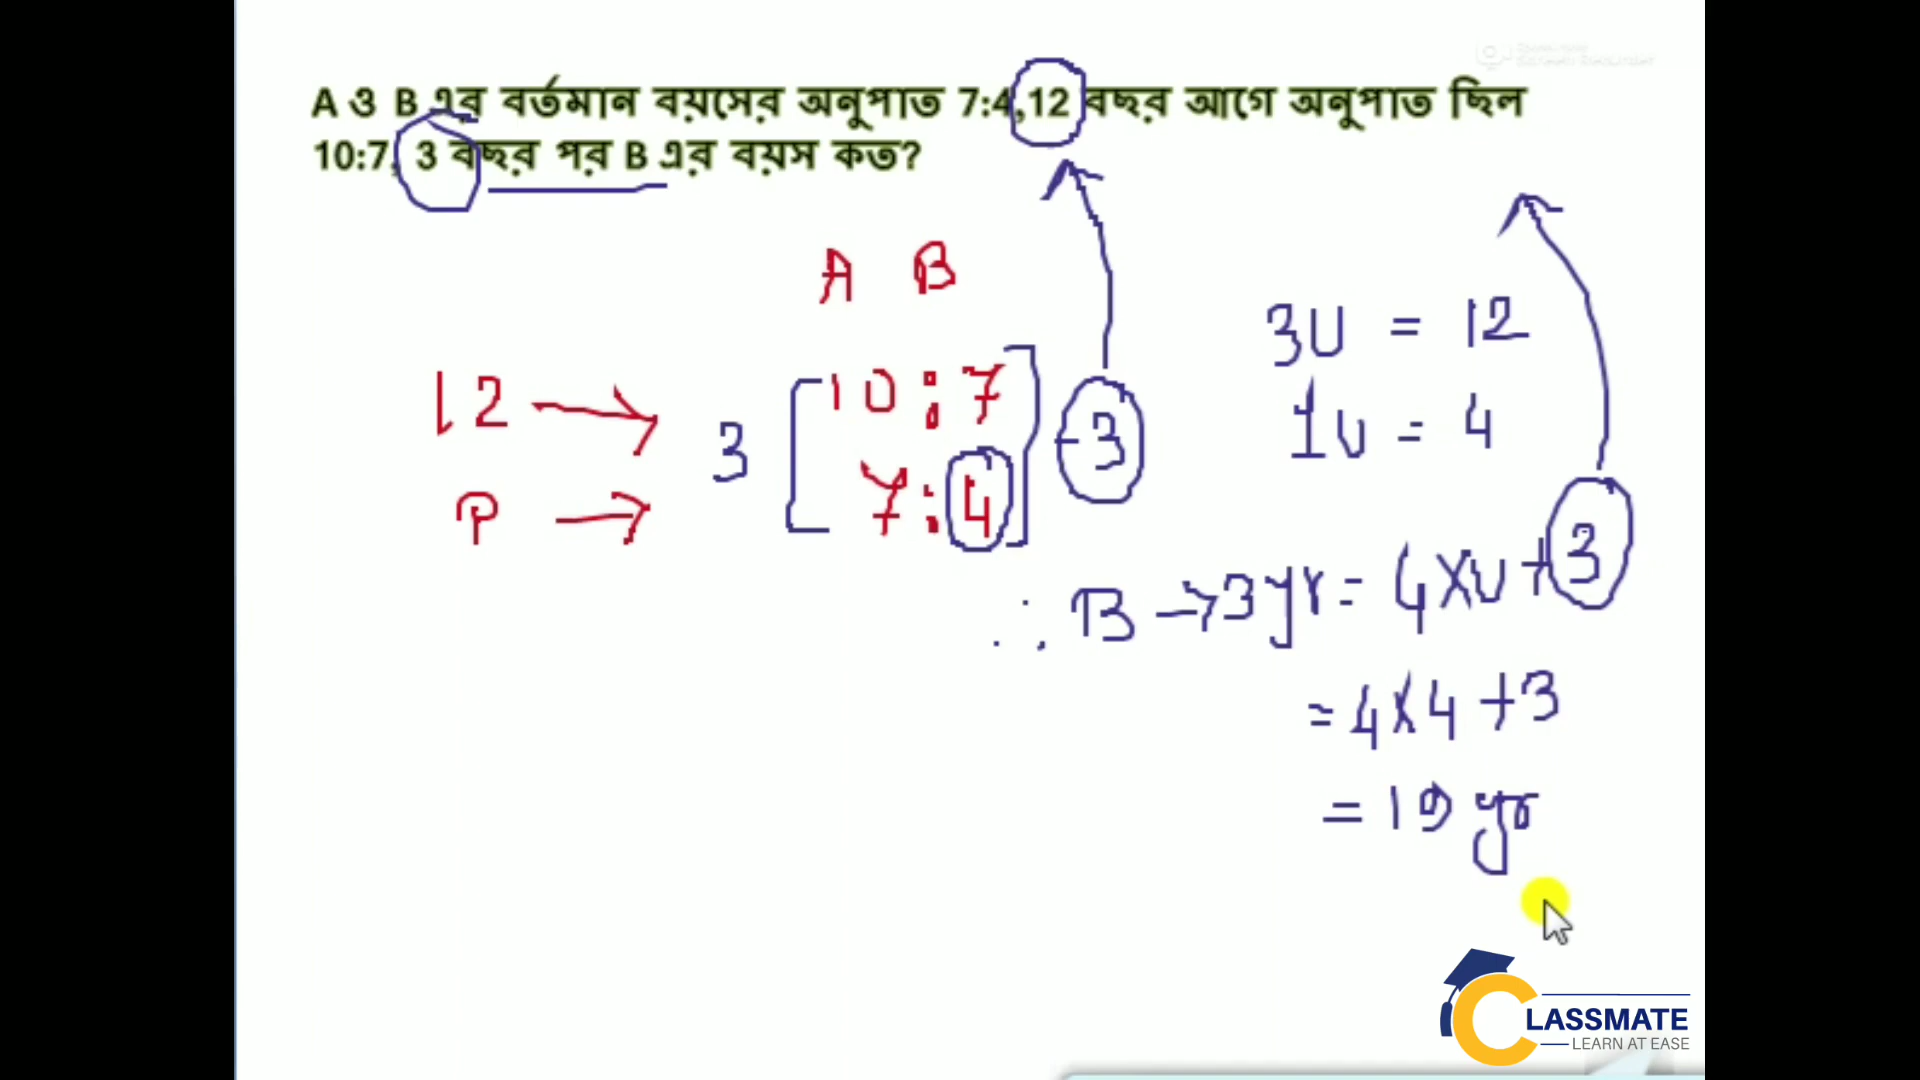 A ও B এর বর্তমান বয়সের অনুপাত 7:4,12 বছর আগে অনুপাত ছিল
10:7, 3 বছর পর B এর বয়স কত?
A B
12 → 3 [10:7] -3
P → 7:4
3U = 12
1U = 4
∴ B → 3yr = 4×U+3
= 4×4+3
= 19 yr
CLASSMATE
LEARN AT EASE